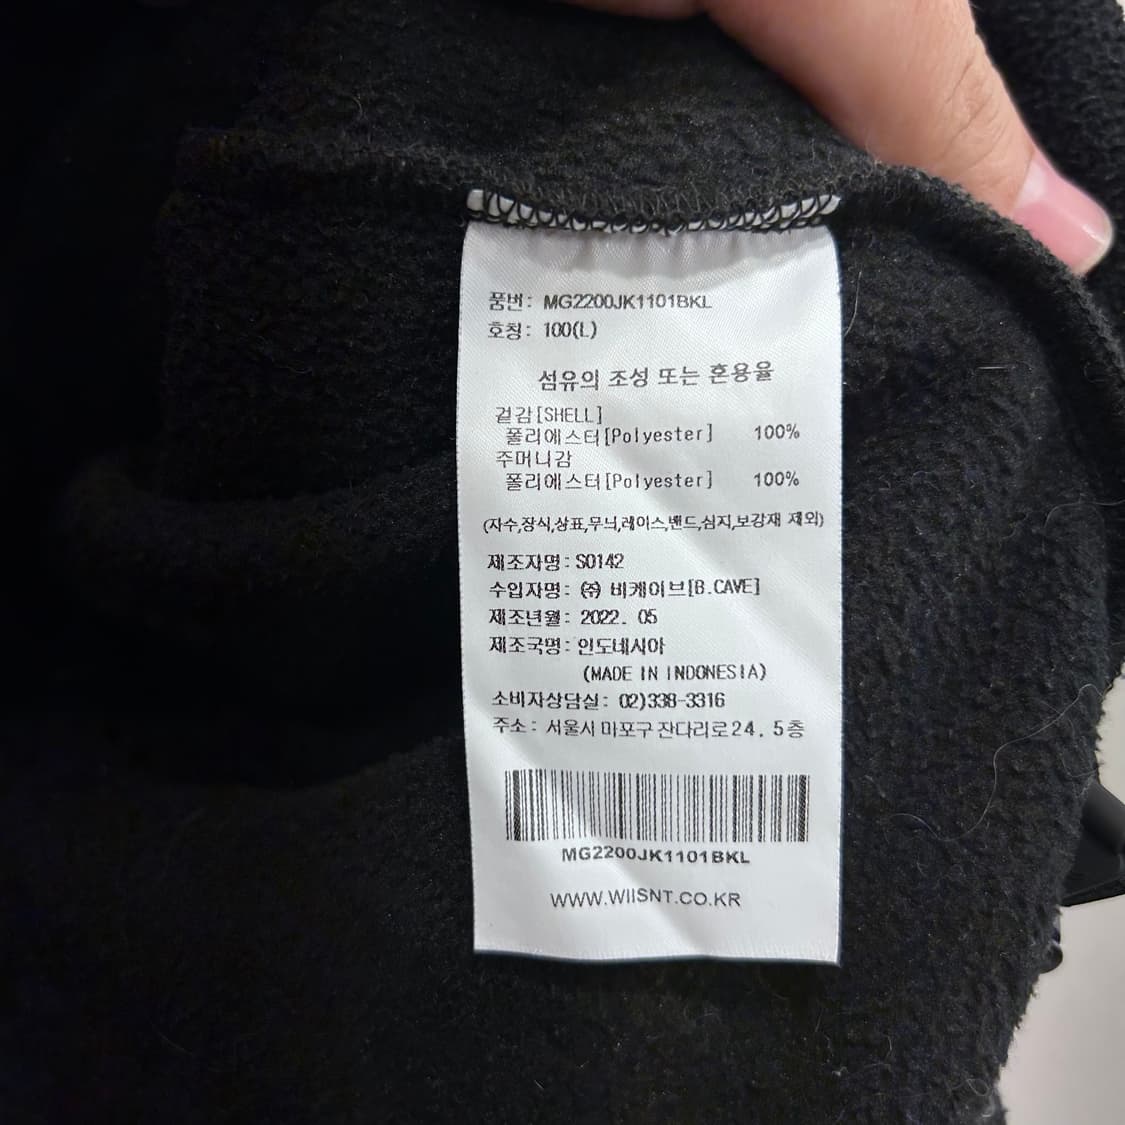 품번: MG2200JK1101BKL
호칭: 100(L)
섬유의 조성 또는 혼용율
겉감[SHELL]
폴리에스터[Polyester] 100%
주머니감
폴리에스터[Polyester] 100%
(자수,장식,상표,무늬,레이스,밴드,심지,보강재 제외)
제조자명: S0142
수입자명: ㈜ 비케이브[B.CAVE]
제조년월: 2022. 05
제조국명: 인도네시아
(MADE IN INDONESIA)
소비자상담실: 02)338-3316
주소: 서울시 마포구 잔다리로24. 5층
MG2200JK1101BKL
WWW.WIISNT.CO.KR